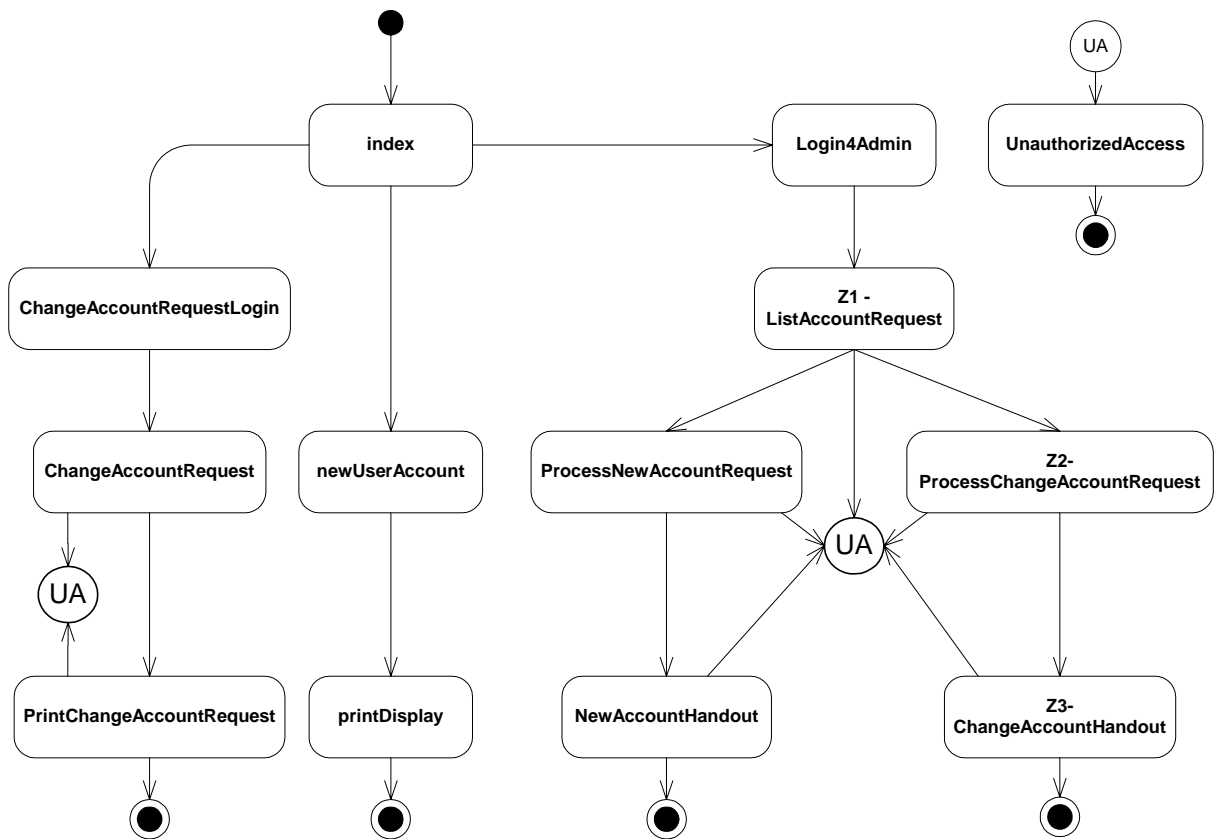 UA
index
Login4Admin
UnauthorizedAccess
ChangeAccountRequestLogin
Z1 -
ListAccountRequest
ChangeAccountRequest
newUserAccount
ProcessNewAccountRequest
Z2-
ProcessChangeAccountRequest
UA
UA
PrintChangeAccountRequest
printDisplay
NewAccountHandout
Z3-
ChangeAccountHandout